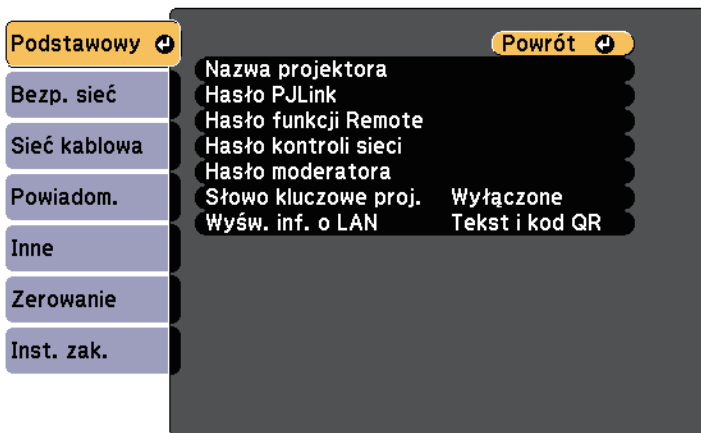 Podstawowy
Powrót
Nazwa projektora
Bezp. sieć
Hasło PJLink
Hasło funkcji Remote
Sieć kablowa
Hasło kontroli sieci
Hasło moderatora
Powiadom.
Słowo kluczowe proj. Wyłączone
Wyśw. inf. o LAN Tekst i kod QR
Inne
Zerowanie
Inst. zak.